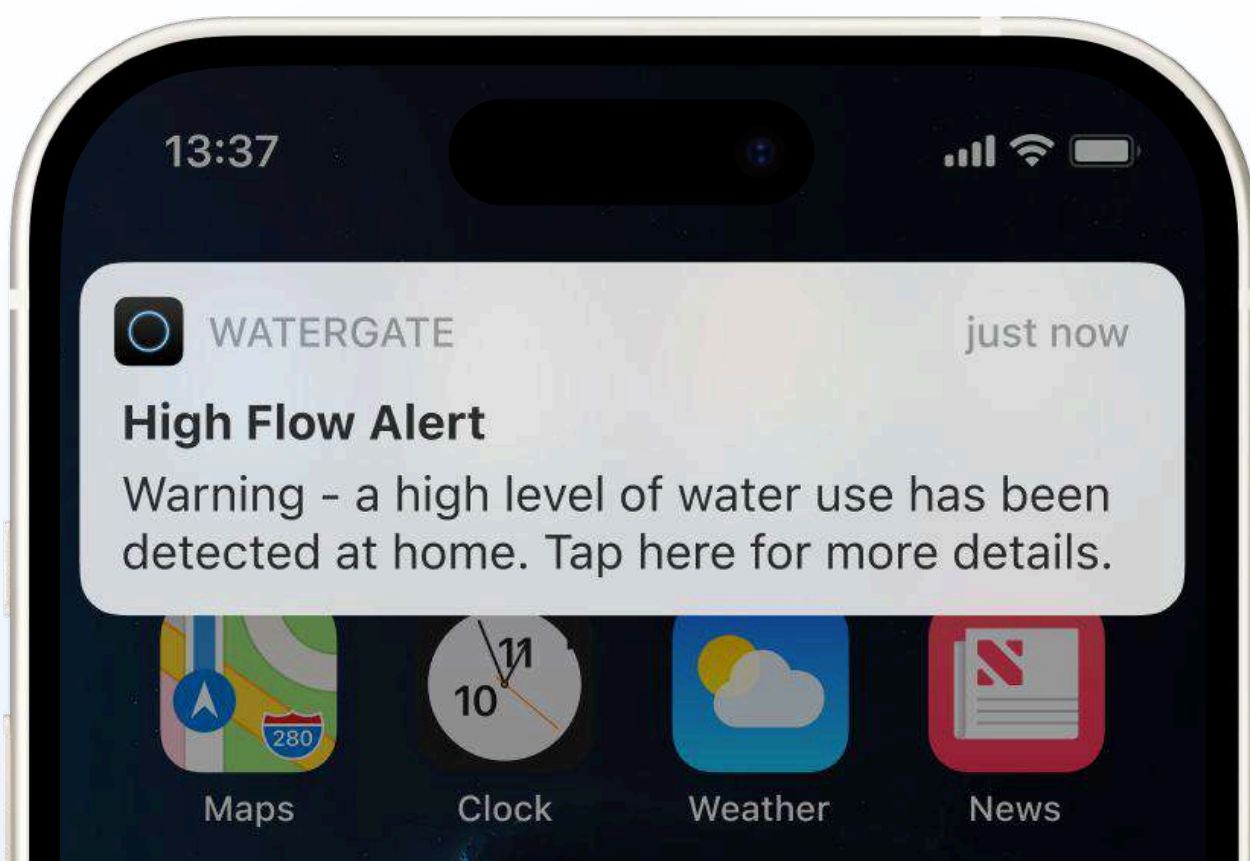 13:37
WATERGATE just now
High Flow Alert
Warning - a high level of water use has been
detected at home. Tap here for more details.
11
10
280
Maps Clock Weather News